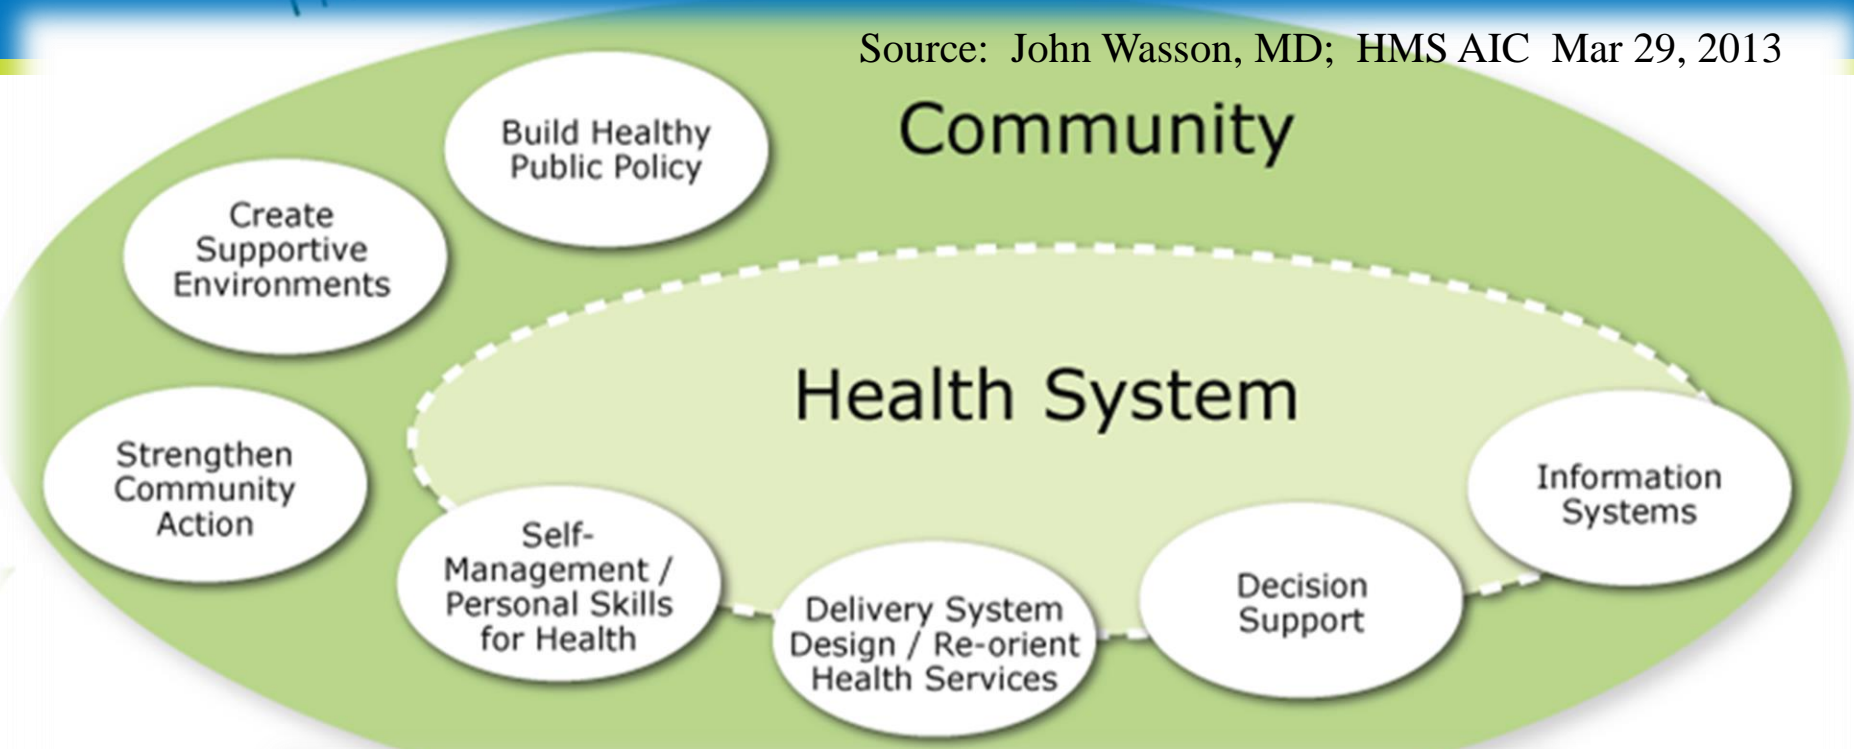 Source:  John Wasson, MD;  HMS AIC  Mar 29, 2013
Community
Build Healthy
Public Policy
Create
Supportive
Environments
Health System
Strengthen
Community
Action
Self-
Management /
Personal Skills
for Health
Delivery System
Design / Re-orient
Health Services
Decision
Support
Information
Systems